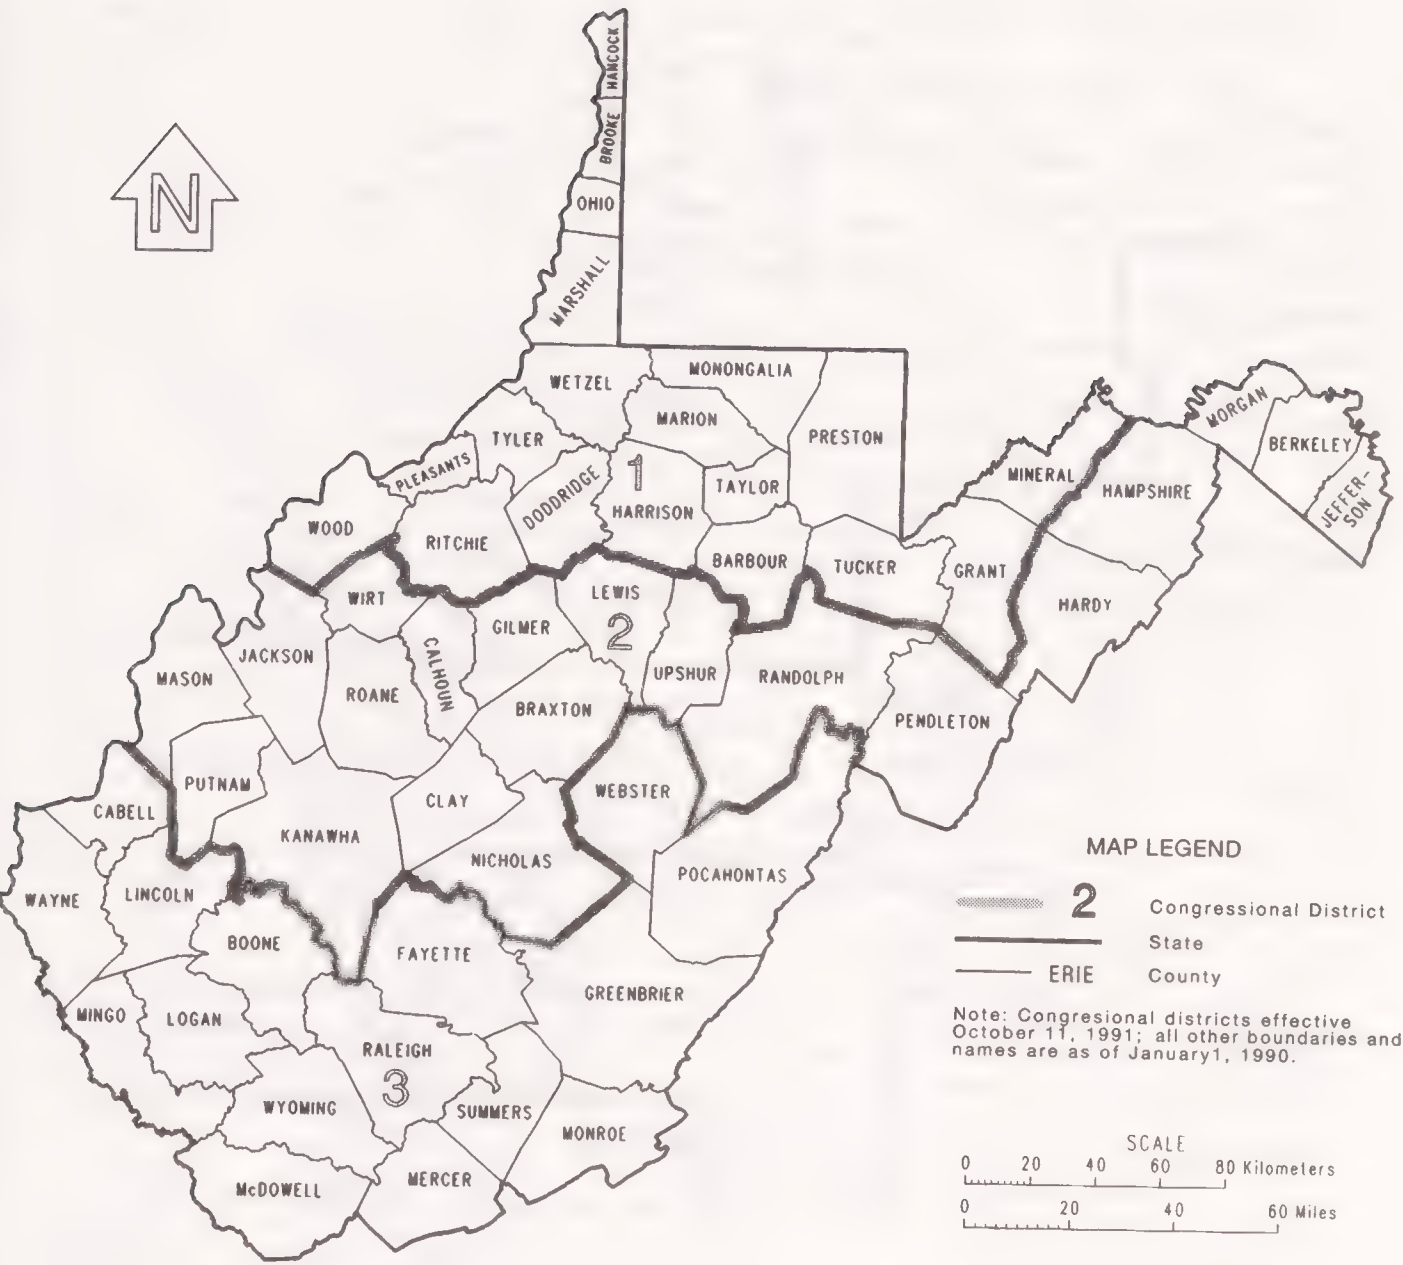 HANCOCK
BROOKE
N
OHIO
MARSHALL
WETZEL
MONONGALIA
MARION
TYLER
PRESTON
PLEASANTS
DODDRIDGE
1
TAYLOR
HARRISON
MORGAN
BERKELEY
JEFFER-
SON
MINERAL
HAMPSHIRE
WOOD
RITCHIE
BARBOUR
TUCKER
GRANT
HARDY
WIRT
LEWIS
2
GILMER
CALHOUN
JACKSON
MASON
ROANE
UPSHUR
RANDOLPH
BRAXTON
PENDLETON
PUTNAM
CABELL
CLAY
WEBSTER
KANAWHA
NICHOLAS
POCAHONTAS
WAYNE
LINCOLN
BOONE
FAYETTE
GREENBRIER
MINGO
LOGAN
RALEIGH
3
WYOMING
SUMMERS
MONROE
McDOWELL
MERCER
MAP LEGEND
2 Congressional District
State
ERIE County
Note: Congresional districts effective
October 11, 1991; all other boundaries and
names are as of January1, 1990.
SCALE
0 20 40 60 80 Kilometers
0 20 40 60 Miles